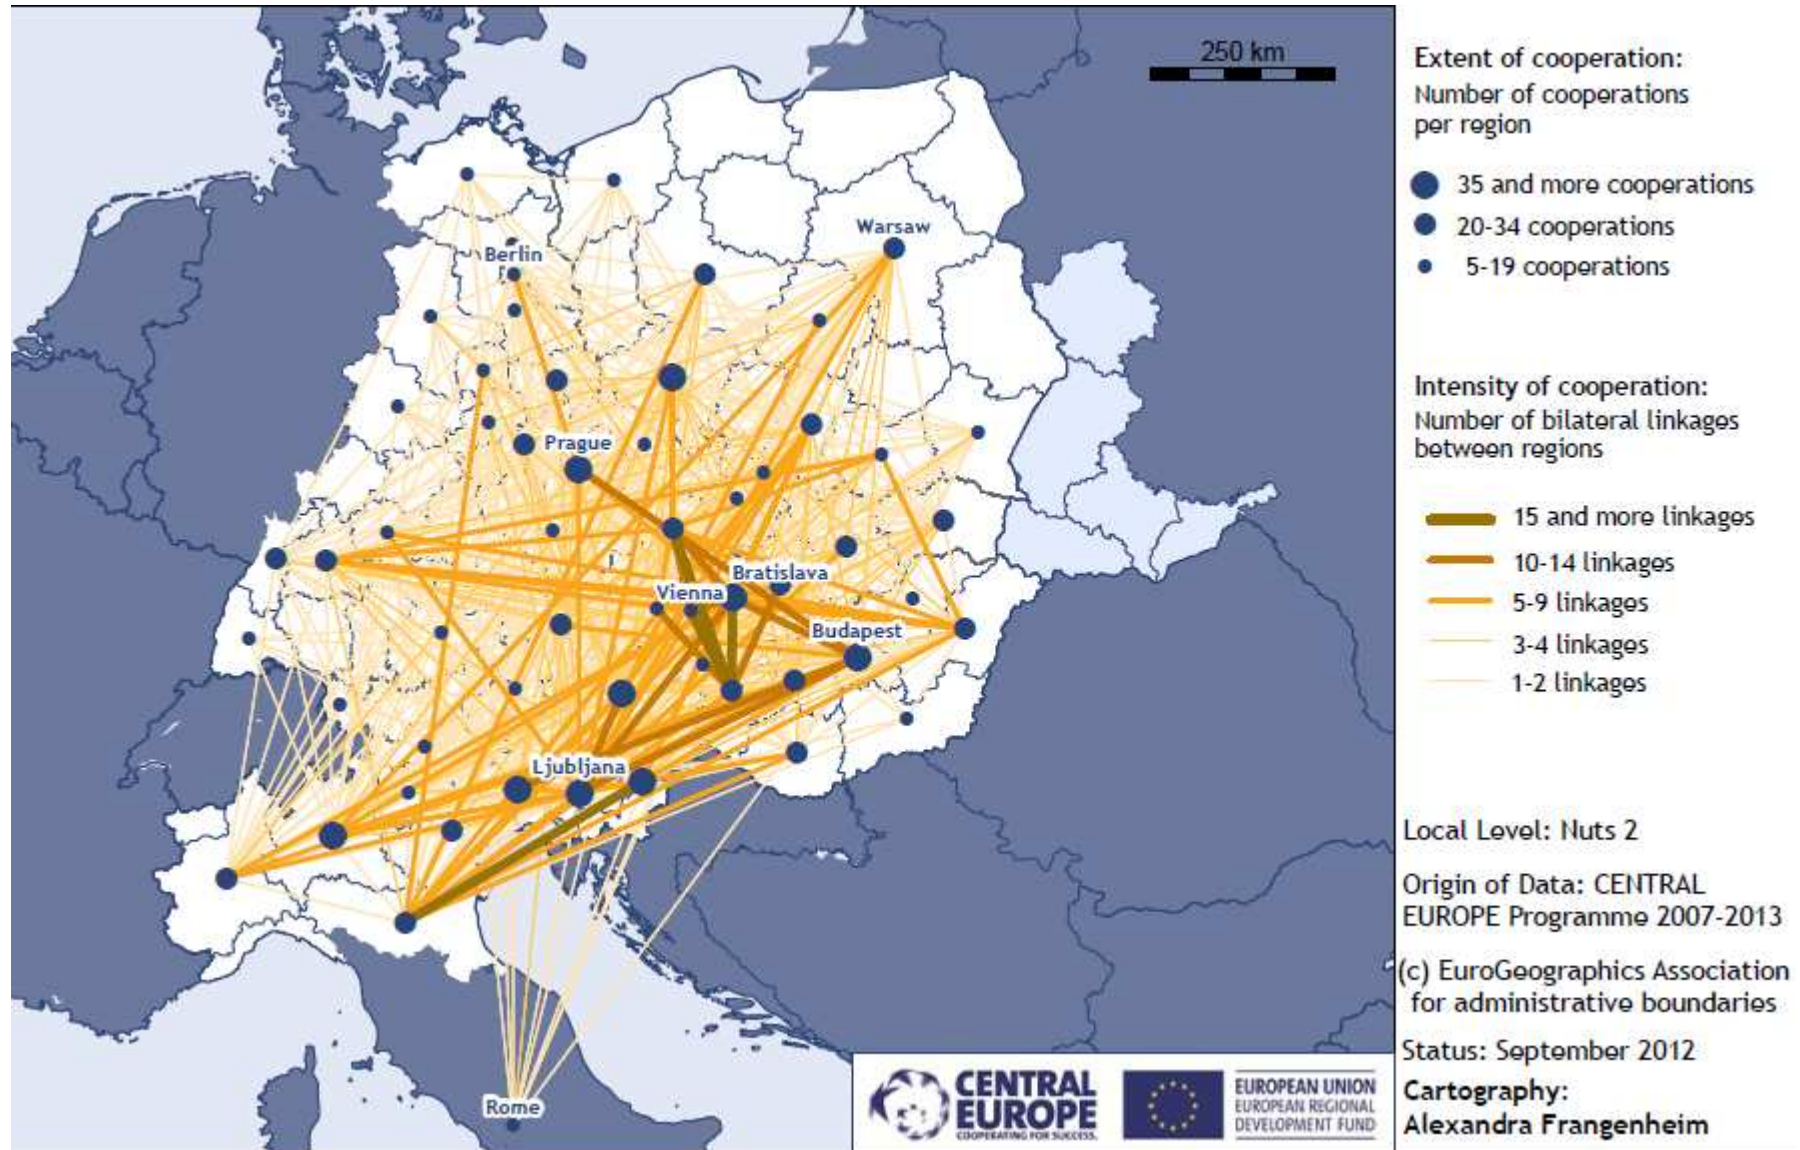 250 km
Warsaw
Berlin
Prague
Bratislava
Vienna
Budapest
Ljubljana
Rome
Extent of cooperation:
Number of cooperations
per region
35 and more cooperations
20-34 cooperations
5-19 cooperations
Intensity of cooperation:
Number of bilateral linkages
between regions
15 and more linkages
10-14 linkages
5-9 linkages
3-4 linkages
1-2 linkages
Local Level: Nuts 2
Origin of Data: CENTRAL
EUROPE Programme 2007-2013
(c) EuroGeographics Association
for administrative boundaries
Status: September 2012
Cartography:
Alexandra Frangenheim
CENTRAL
EUROPE
COOPERATING FOR SUCCESS.
EUROPEAN UNION
EUROPEAN REGIONAL
DEVELOPMENT FUND